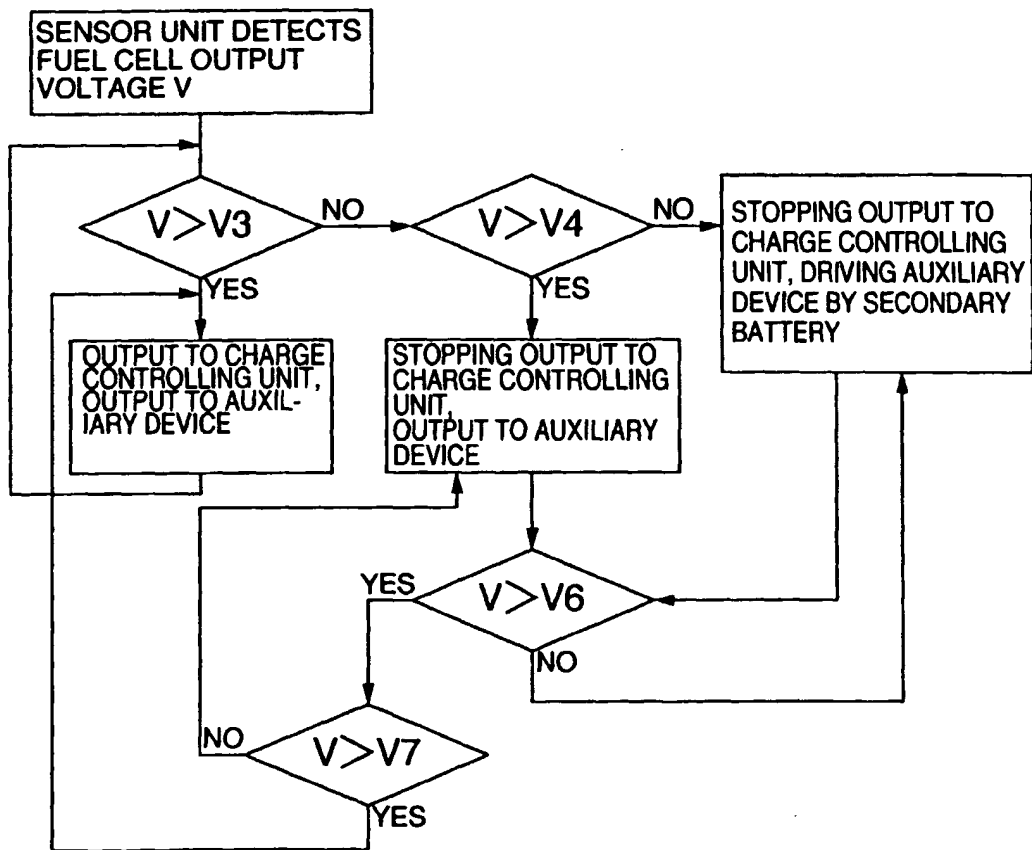 SENSOR UNIT DETECTS
FUEL CELL OUTPUT
VOLTAGE V
V>V3
NO
YES
V>V4
NO
YES
STOPPING OUTPUT TO
CHARGE CONTROLLING
UNIT, DRIVING AUXILIARY
DEVICE BY SECONDARY
BATTERY
OUTPUT TO CHARGE
CONTROLLING UNIT,
OUTPUT TO AUXIL-
IARY DEVICE
STOPPING OUTPUT TO
CHARGE CONTROLLING
UNIT,
OUTPUT TO AUXILIARY
DEVICE
YES
V>V6
NO
NO
V>V7
YES